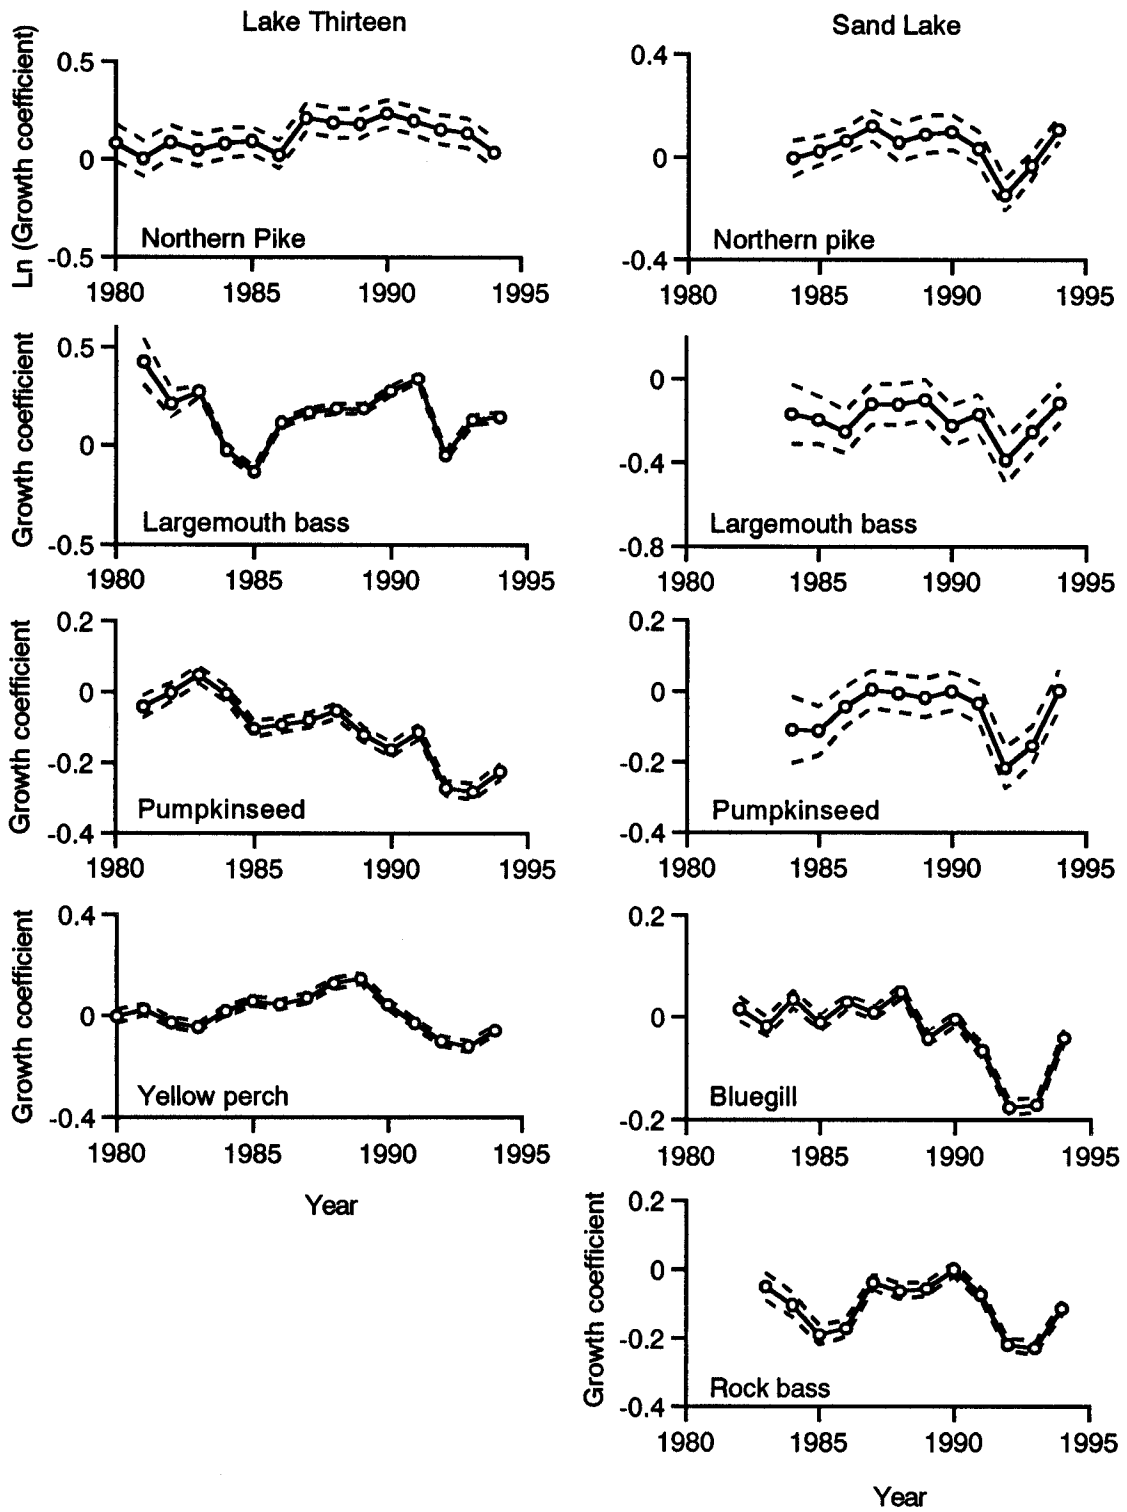 Lake Thirteen
Sand Lake
Ln (Growth coefficient)
0.5
0
-0.5
Northern Pike
1980 1985 1990 1995
0.4
0
-0.4
Northern pike
1980 1985 1990 1995
Growth coefficient
0.5
0
-0.5
Largemouth bass
1980 1985 1990 1995
0
-0.4
-0.8
Largemouth bass
1980 1985 1990 1995
Growth coefficient
0.2
0
-0.2
-0.4
Pumpkinseed
1980 1985 1990 1995
0.2
0
-0.2
-0.4
Pumpkinseed
1980 1985 1990 1995
Growth coefficient
0.4
0
-0.4
Yellow perch
1980 1985 1990 1995
Year
0.2
0
-0.2
Bluegill
1980 1985 1990 1995
Growth coefficient
0.2
0
-0.2
-0.4
Rock bass
1980 1985 1990 1995
Year